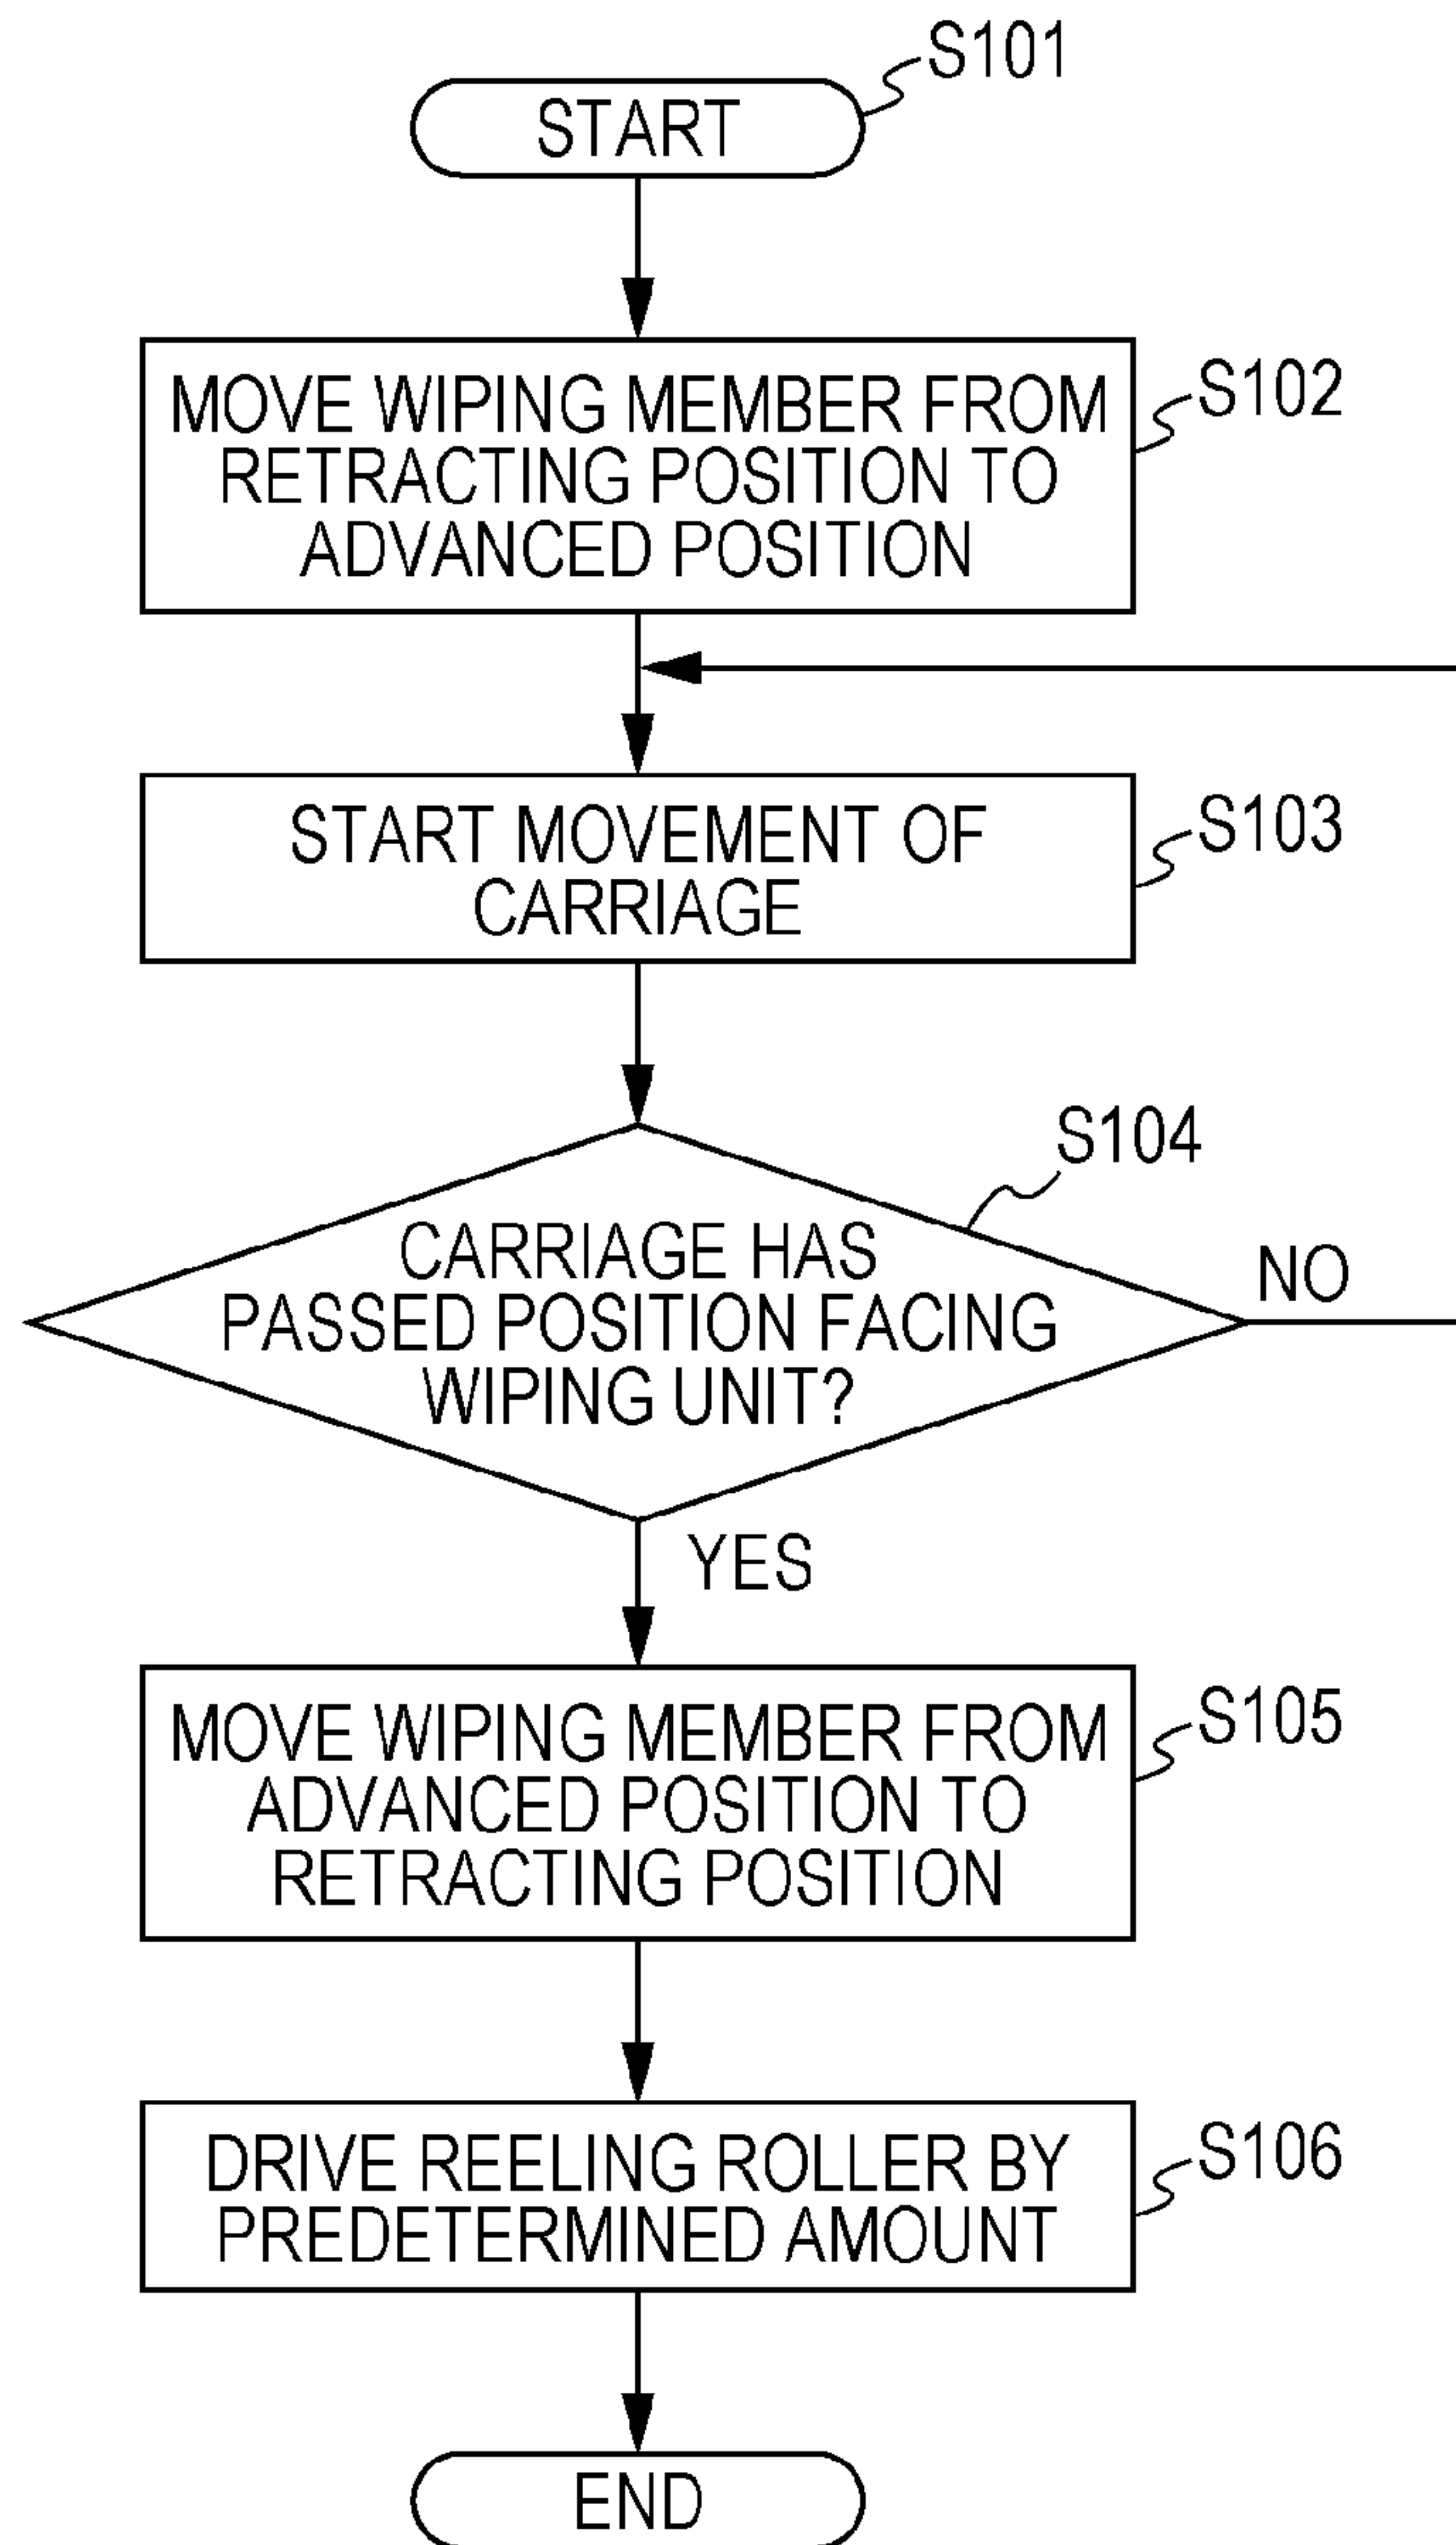 S101
START
MOVE WIPING MEMBER FROM
RETRACTING POSITION TO
ADVANCED POSITION
S102
START MOVEMENT OF
CARRIAGE
S103
S104
CARRIAGE HAS
PASSED POSITION FACING
WIPING UNIT?
NO
YES
MOVE WIPING MEMBER FROM
ADVANCED POSITION TO
RETRACTING POSITION
S105
DRIVE REELING ROLLER BY
PREDETERMINED AMOUNT
S106
END